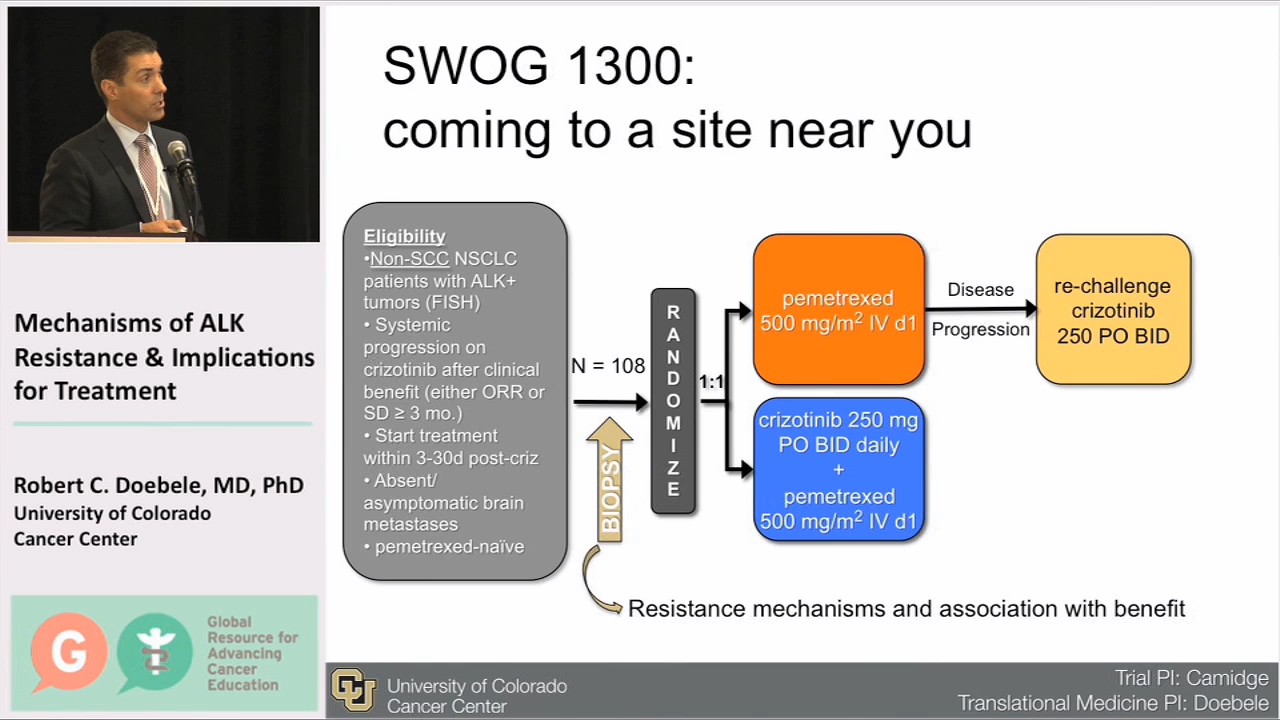 SWOG 1300:
coming to a site near you
Eligibility
•Non-SCC NSCLC
patients with ALK+
tumors (FISH)
• Systemic
progression on
crizotinib after clinical
benefit (either ORR or
SD ≥ 3 mo.)
• Start treatment
within 3-30d post-criz
• Absent/
asymptomatic brain
metastases
• pemetrexed-naïve
N = 108
BIOPSY
RANDOMIZE
1:1
pemetrexed
500 mg/m² IV d1
Disease
Progression
re-challenge
crizotinib
250 PO BID
crizotinib 250 mg
PO BID daily
+
pemetrexed
500 mg/m² IV d1
Resistance mechanisms and association with benefit
Mechanisms of ALK
Resistance & Implications
for Treatment
Robert C. Doebele, MD, PhD
University of Colorado
Cancer Center
G
Global
Resource for
Advancing
Cancer
Education
CU
University of Colorado
Cancer Center
Trial PI: Camidge
Translational Medicine PI: Doebele